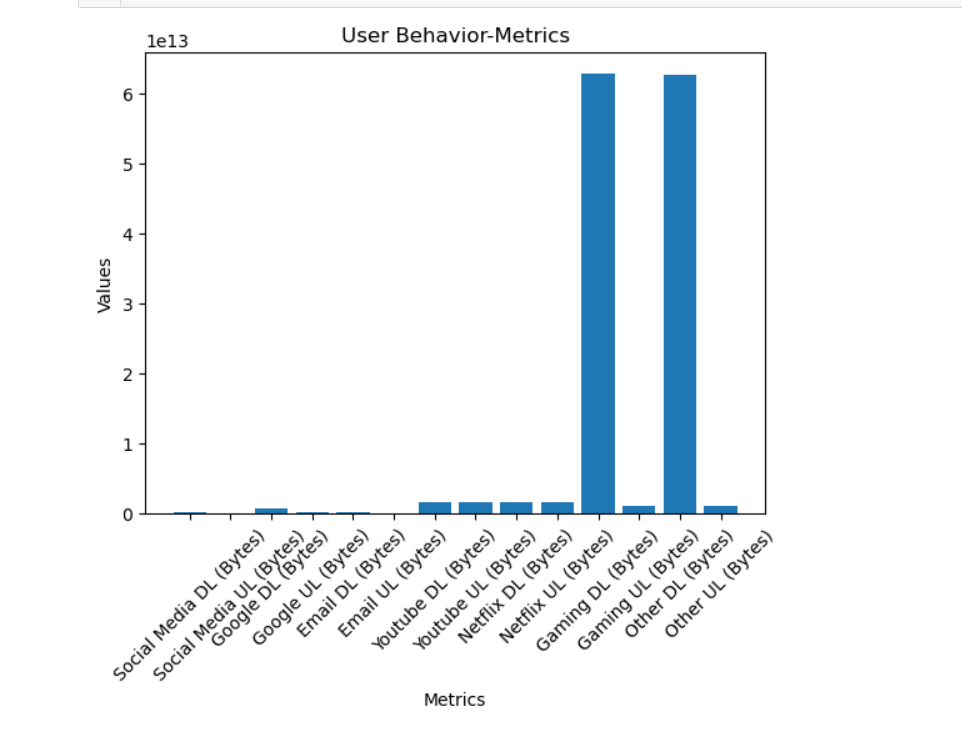 User Behavior-Metrics
1e13
6
5
4
3
2
1
0
Values
Social Media DL (Bytes)
Social Media UL (Bytes)
Google DL (Bytes)
Google UL (Bytes)
Email DL (Bytes)
Email UL (Bytes)
Youtube DL (Bytes)
Youtube UL (Bytes)
Netflix DL (Bytes)
Netflix UL (Bytes)
Gaming DL (Bytes)
Gaming UL (Bytes)
Other DL (Bytes)
Other UL (Bytes)
Metrics